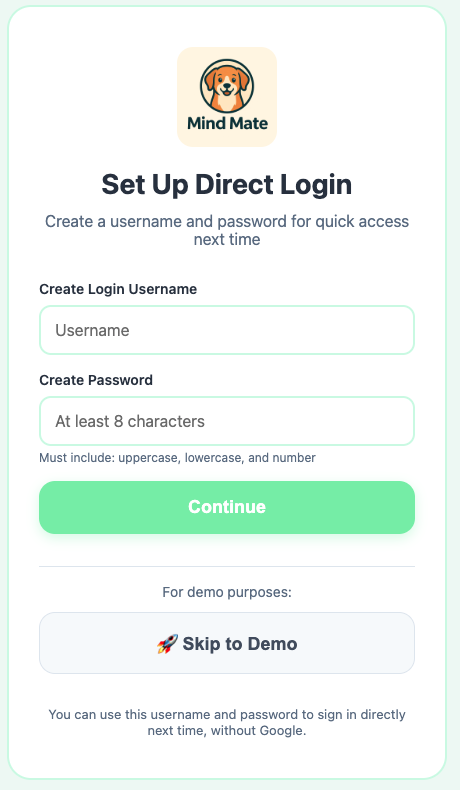 Mind Mate
Set Up Direct Login
Create a username and password for quick access
next time
Create Login Username
Username
Create Password
At least 8 characters
Must include: uppercase, lowercase, and number
Continue
For demo purposes:
🚀 Skip to Demo
You can use this username and password to sign in directly
next time, without Google.